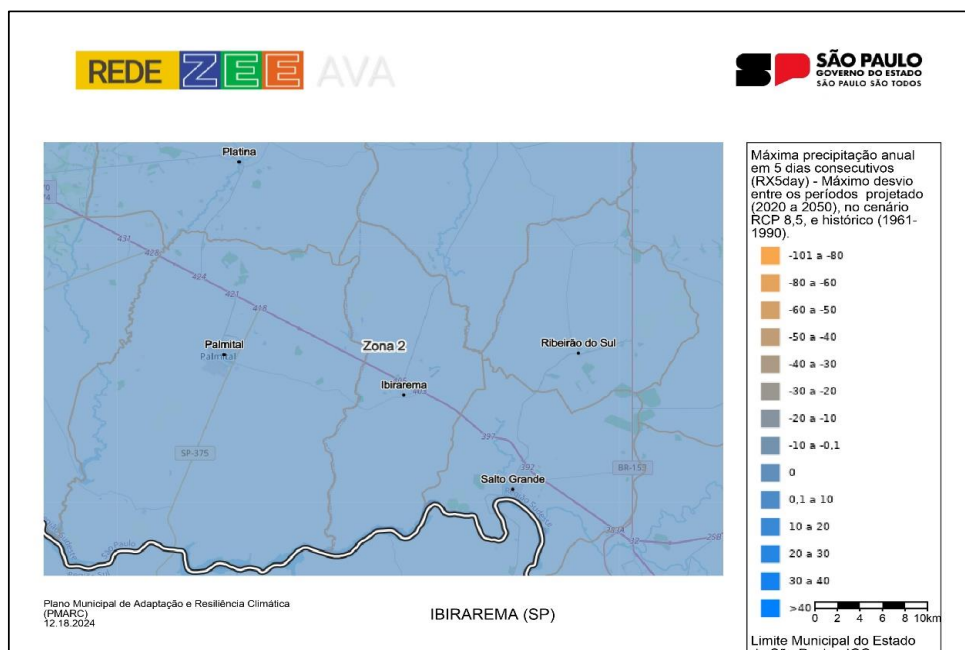 REDE ZEE AVA
SÃO PAULO
GOVERNO DO ESTADO
SÃO PAULO SÃO TODOS
Platina
431
424
421
418
Palmital
Palmital
Zona 2
Ribeirão do Sul
Ibirarema
397
392
SP-375
BR-153
Salto Grande
12
Máxima precipitação anual
em 5 dias consecutivos
(RX5day) - Máximo desvio
entre os períodos projetado
(2020 a 2050), no cenário
RCP 8,5, e histórico (1961-
1990).
-101 a -80
-80 a -60
-60 a -50
-50 a -40
-40 a -30
-30 a -20
-20 a -10
-10 a -0,1
0
0,1 a 10
10 a 20
20 a 30
30 a 40
>40
0 2 4 6 8 10km
Limite Municipal do Estado
Plano Municipal de Adaptação e Resiliência Climática
(PMARC)
12.18.2024
IBIRAREMA (SP)